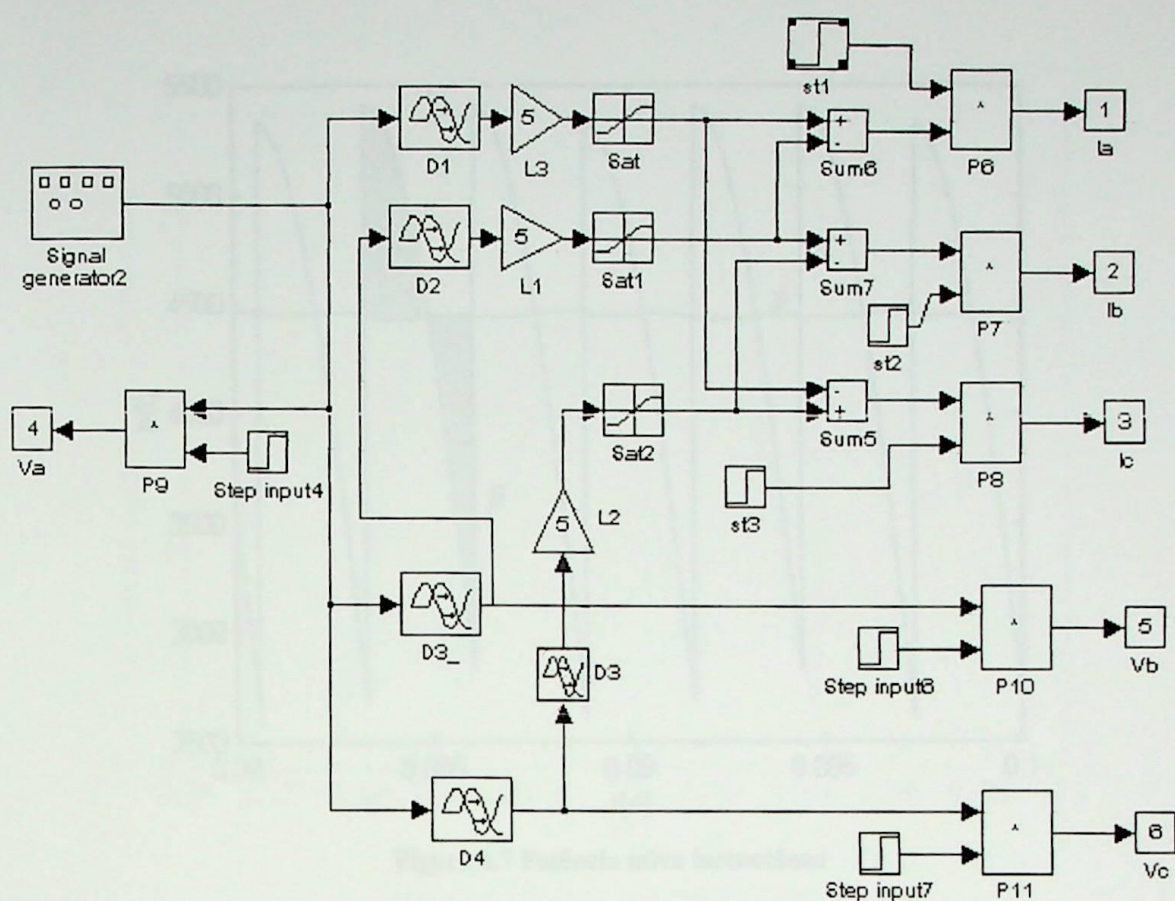 st1
P6
1
Ia
D1
5
L3
Sat
+
-
Sum6
Signal
generator2
D2
5
L1
Sat1
+
-
Sum7
P7
2
Ib
st2
4
Va
P9
Step input4
Sat2
-
+
Sum5
P8
3
Ic
st3
5
L2
D3_
D3
Step input6
P10
5
Vb
D4
Step input7
P11
6
Vc